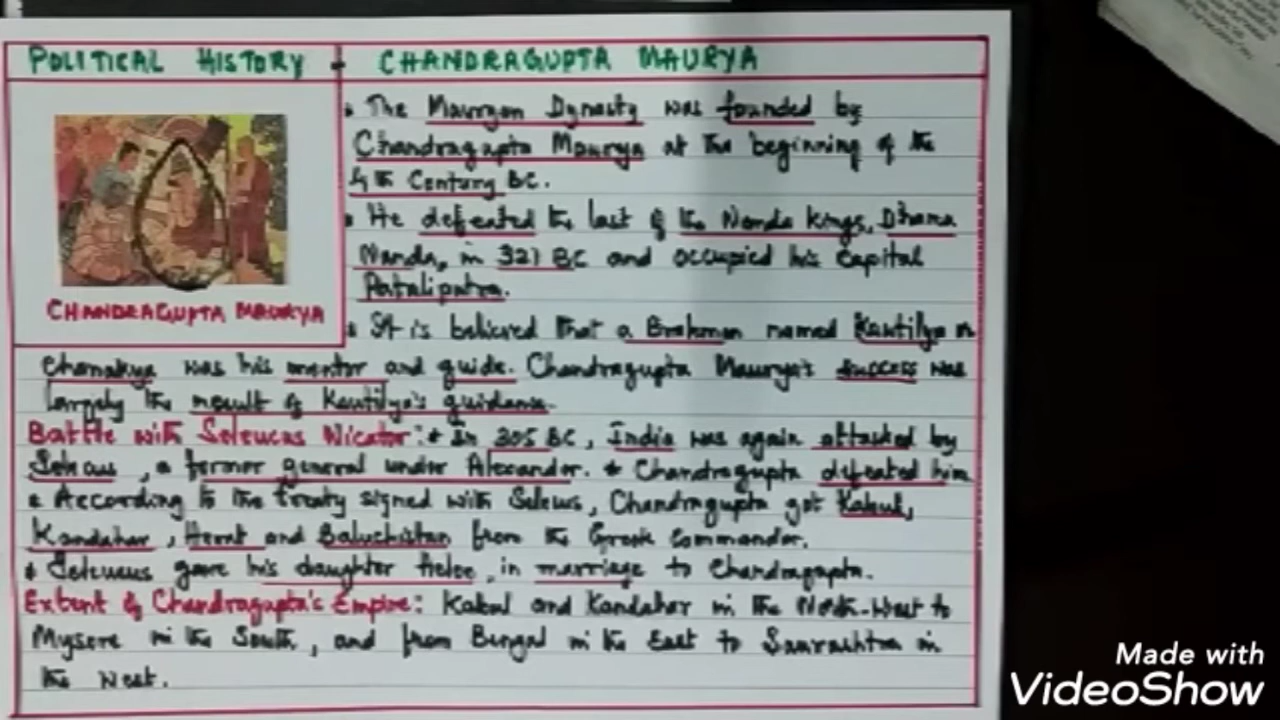 POLITICAL HISTORY - CHANDRAGUPTA MAURYA
• The Mauryan Dynasty was founded by
Chandragupta Maurya at the beginning of the
4th Century BC.
• He defeated the last of the Nanda kings, Dhana
Nanda, in 321 BC and occupied his capital
Pataliputra.
CHANDRAGUPTA MAURYA
• It is believed that a Brahman named Kautilya or
Chanakya was his mentor and guide. Chandragupta Maurya's success was
largely the result of Kautilya's guidance.
Battle with Seleucus Nicator: * In 305 BC, India was again attacked by
, a former general under Alexander. * Chandragupta defeated him
* According to the treaty signed with , Chandragupta got Kabul,
Kandahar, Herat and Baluchistan from the Greek Commander.
* Seleucus gave his daughter , in marriage to Chandragupta.
Extent of Chandragupta's Empire: Kabul and Kandahar in the North-West to
Mysore in the South, and from Bengal in the East to Saurashtra in
the West.
Made with
VideoShow